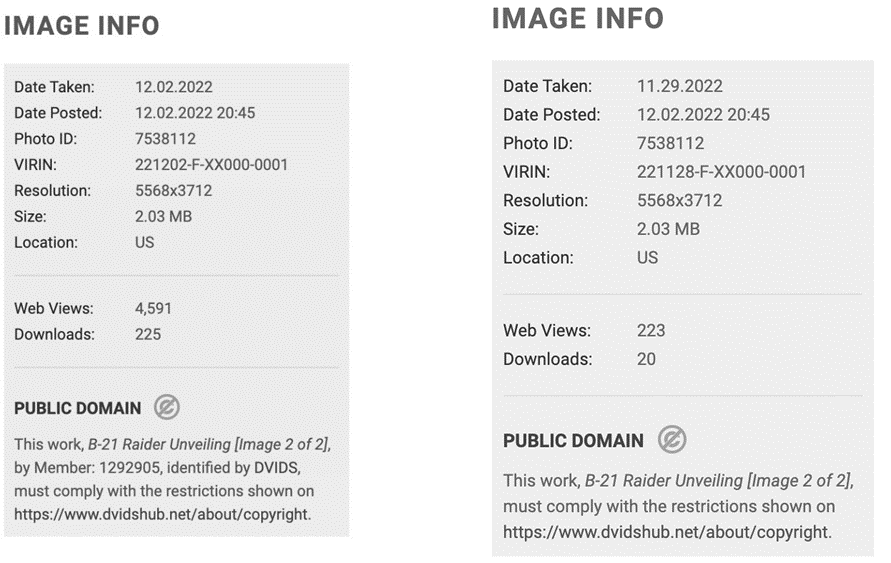 IMAGE INFO
Date Taken: 12.02.2022
Date Posted: 12.02.2022 20:45
Photo ID: 7538112
VIRIN: 221202-F-XX000-0001
Resolution: 5568x3712
Size: 2.03 MB
Location: US
Web Views: 4,591
Downloads: 225
PUBLIC DOMAIN
This work, B-21 Raider Unveiling [Image 2 of 2],
by Member: 1292905, identified by DVIDS,
must comply with the restrictions shown on
https://www.dvidshub.net/about/copyright.
IMAGE INFO
Date Taken: 11.29.2022
Date Posted: 12.02.2022 20:45
Photo ID: 7538112
VIRIN: 221128-F-XX000-0001
Resolution: 5568x3712
Size: 2.03 MB
Location: US
Web Views: 223
Downloads: 20
PUBLIC DOMAIN
This work, B-21 Raider Unveiling [Image 2 of 2],
must comply with the restrictions shown on
https://www.dvidshub.net/about/copyright.